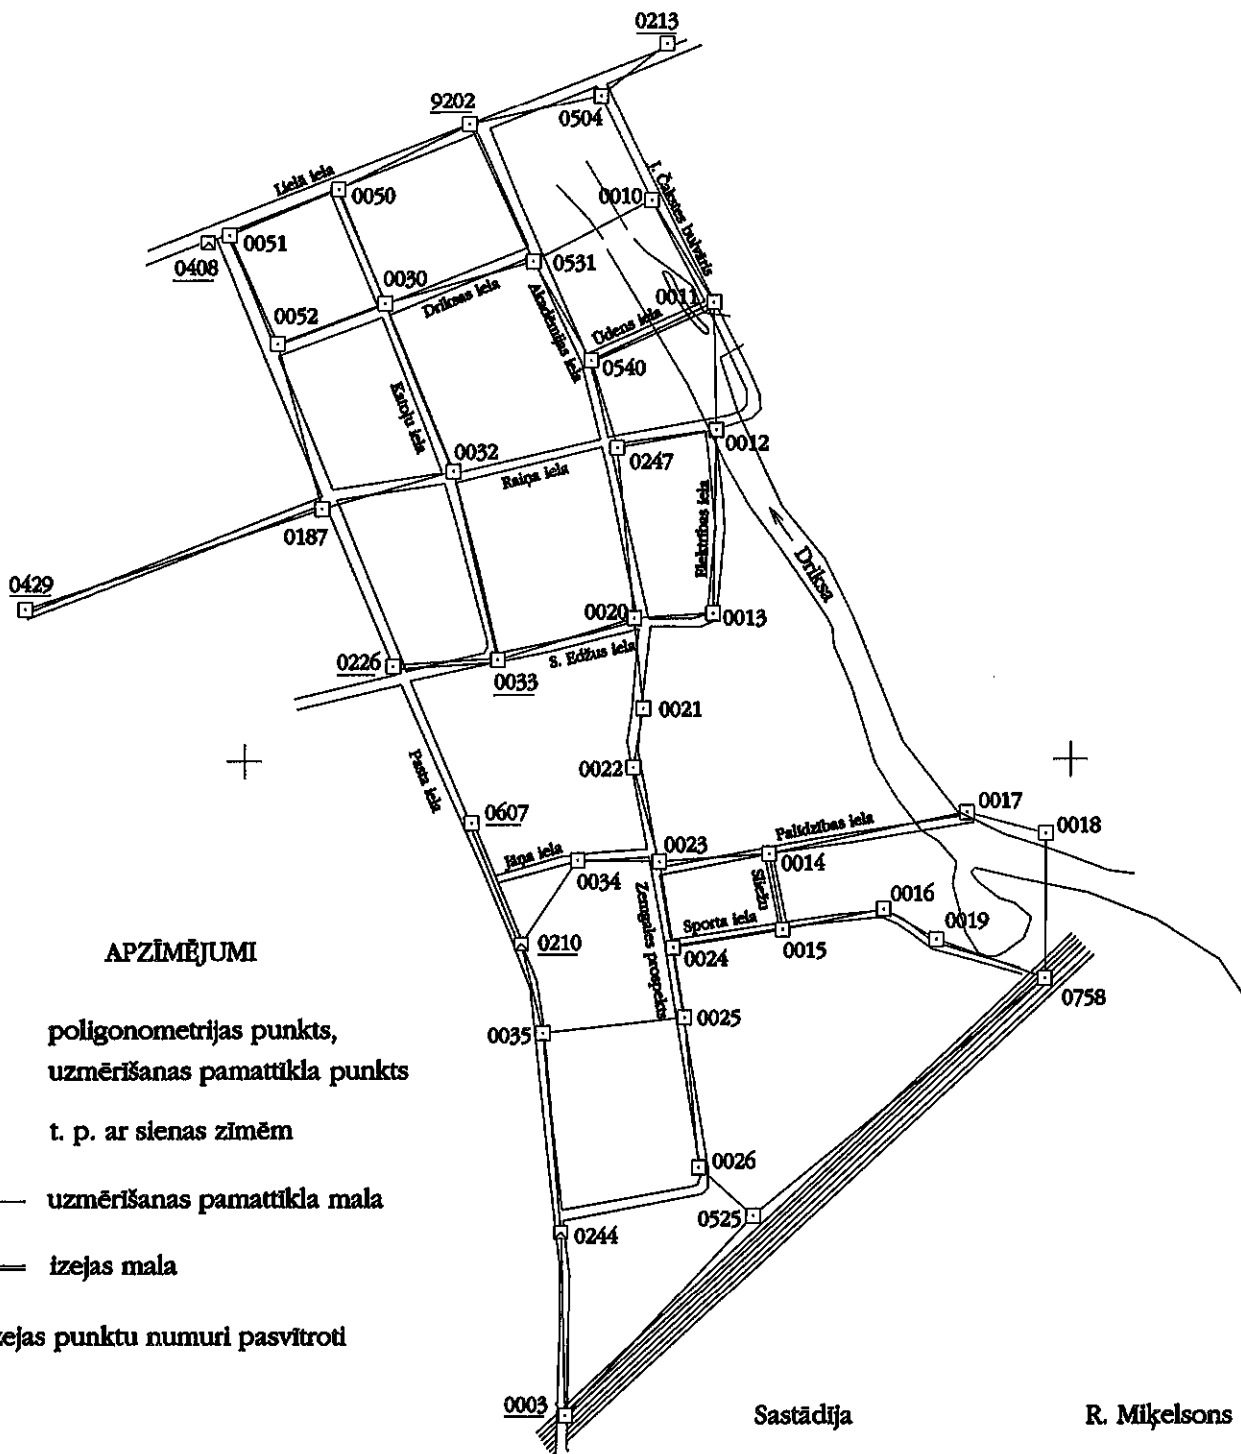 0213
9202
0504
Lielā iela
0050
0010
J. Čakstes bulvāris
0051
0408
0531
0030
Driksas iela
Akadēmijas iela
0011
0052
Ūdens iela
0540
Katoļu iela
0012
0032
0247
Raiņa iela
0187
Elektrības iela
Driksa
0429
0020
0013
S. Edžus iela
0226
0033
0021
Pasta iela
0022
0607
0017
Palīdzības iela
0018
0023
0014
Jāņa iela
0034
Sliežu
0016
Zemgales prospekts
Sporta iela
0019
0210
0024
0015
0758
APZĪMĒJUMI
0025
0035
poligonometrijas punkts,
uzmērīšanas pamattīkla punkts
t. p. ar sienas zīmēm
0026
uzmērīšanas pamattīkla mala
0525
0244
izejas mala
zejas punktu numuri pasvītroti
0003
Sastādīja
R. Miķelsons